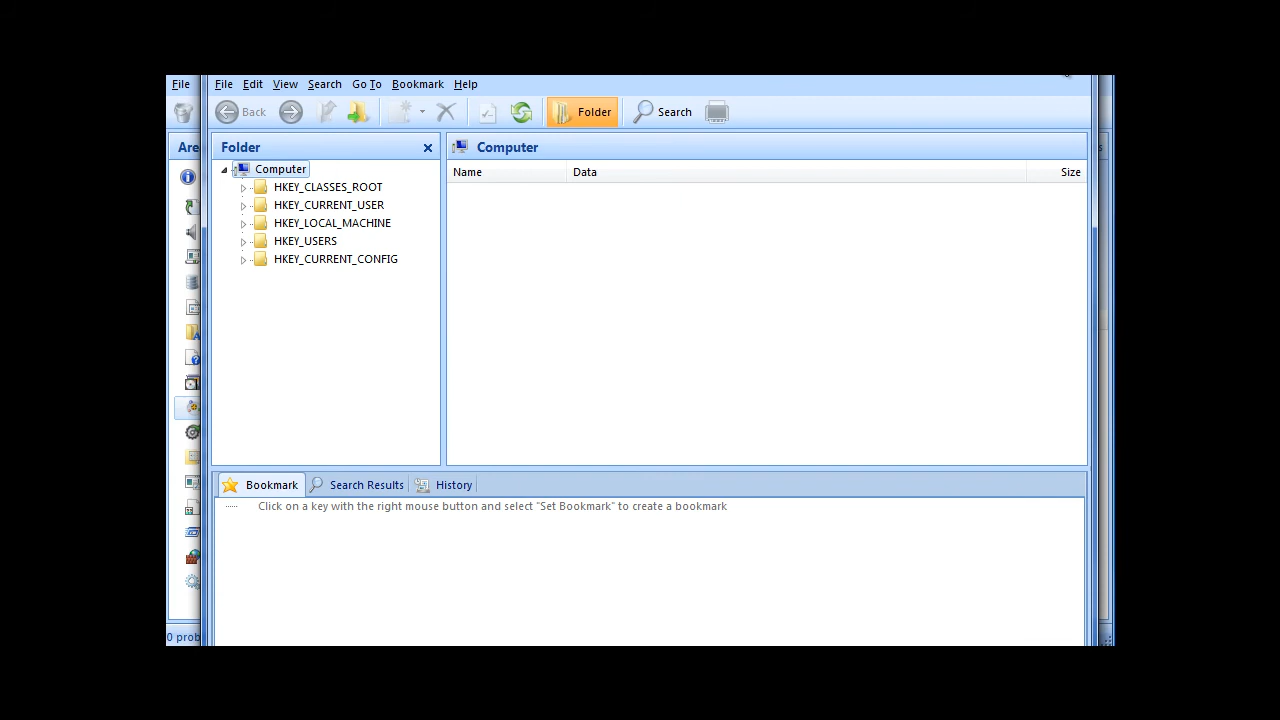 File
File Edit View Search Go To Bookmark Help
Back Folder Search
Are
Folder
Computer
s
Computer
HKEY_CLASSES_ROOT
HKEY_CURRENT_USER
HKEY_LOCAL_MACHINE
HKEY_USERS
HKEY_CURRENT_CONFIG
Name Data Size
Bookmark Search Results History
Click on a key with the right mouse button and select "Set Bookmark" to create a bookmark
0 prob